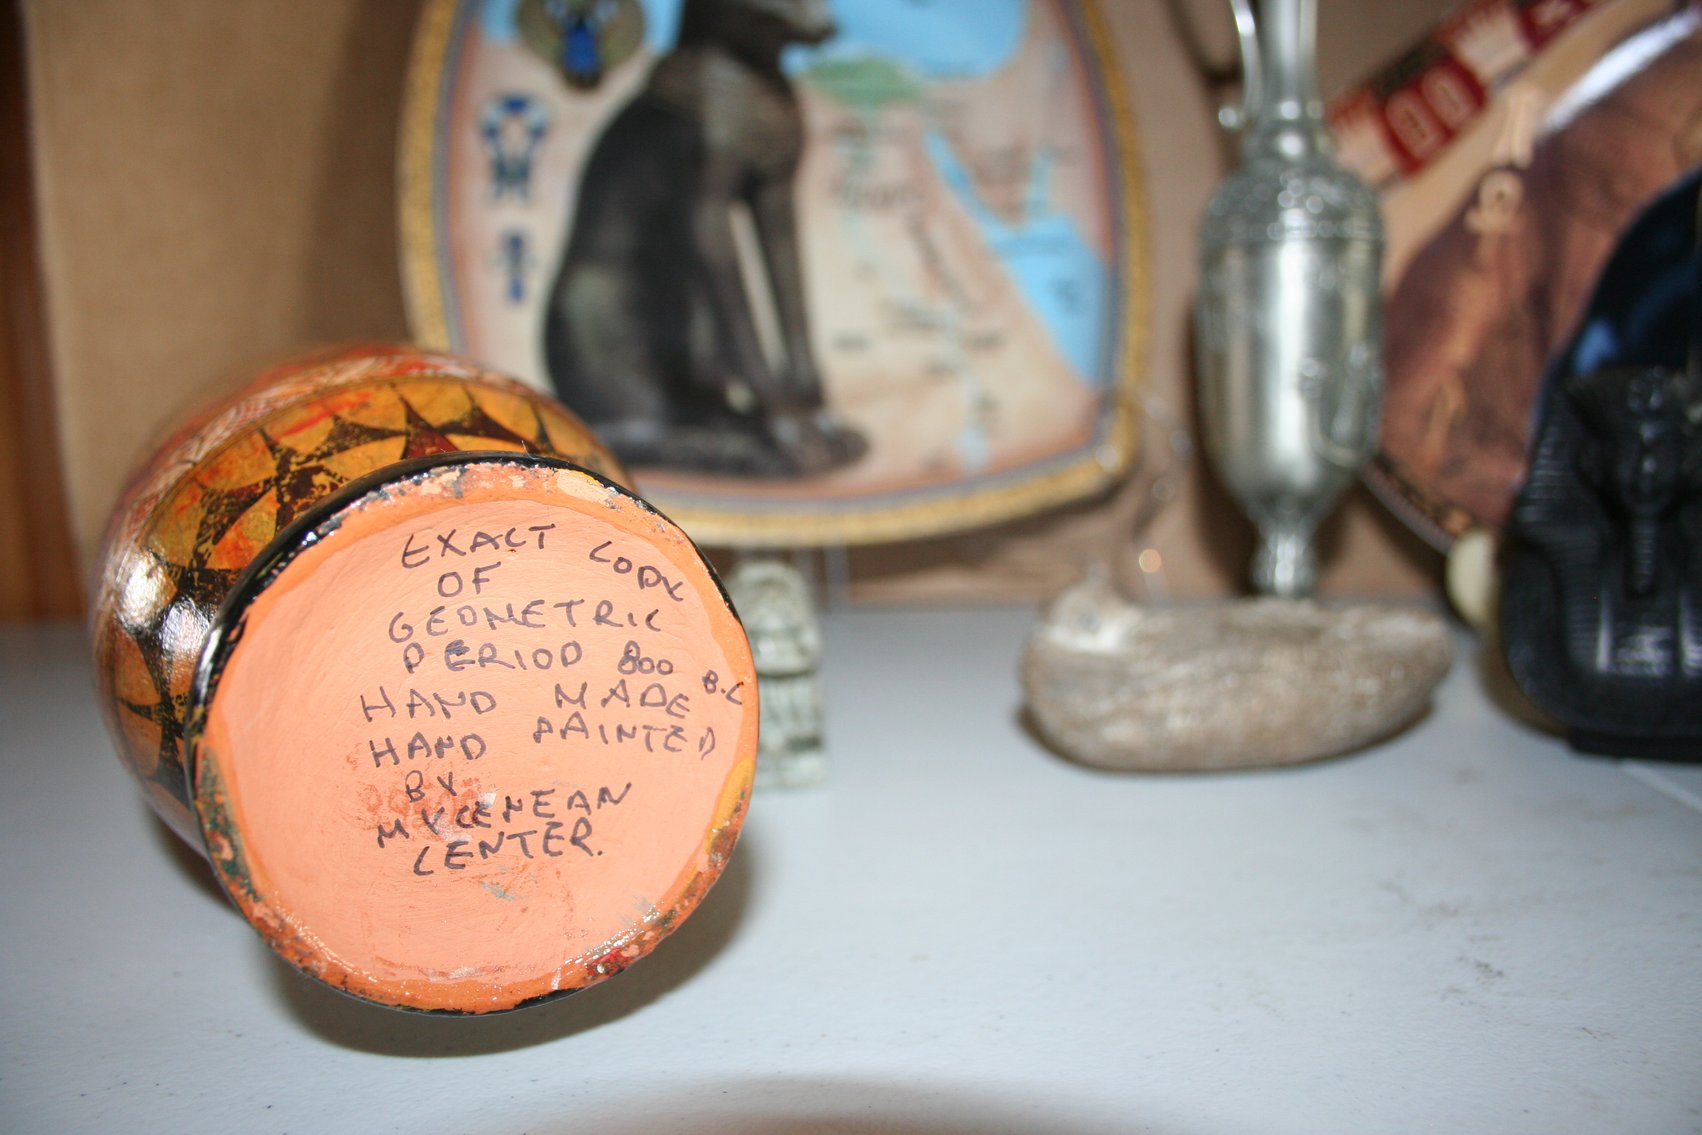 EXACT COPY
OF
GEOMETRIC
PERIOD 800 B.C
HAND MADE
HAND PAINTED
BY
MYCENEAN
CENTER.